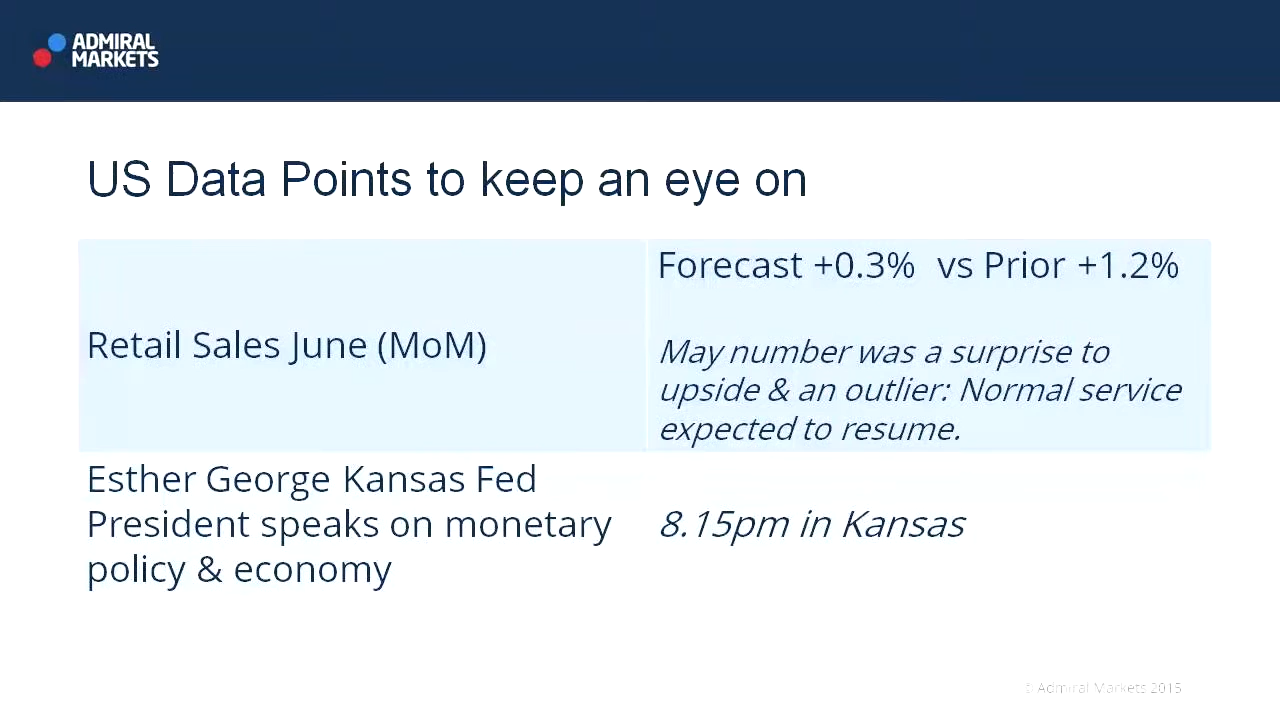 ADMIRAL
MARKETS
US Data Points to keep an eye on
Retail Sales June (MoM)
Forecast +0.3%  vs Prior +1.2%
May number was a surprise to
upside & an outlier: Normal service
expected to resume.
Esther George Kansas Fed
President speaks on monetary
policy & economy
8.15pm in Kansas
© Admiral Markets 2015